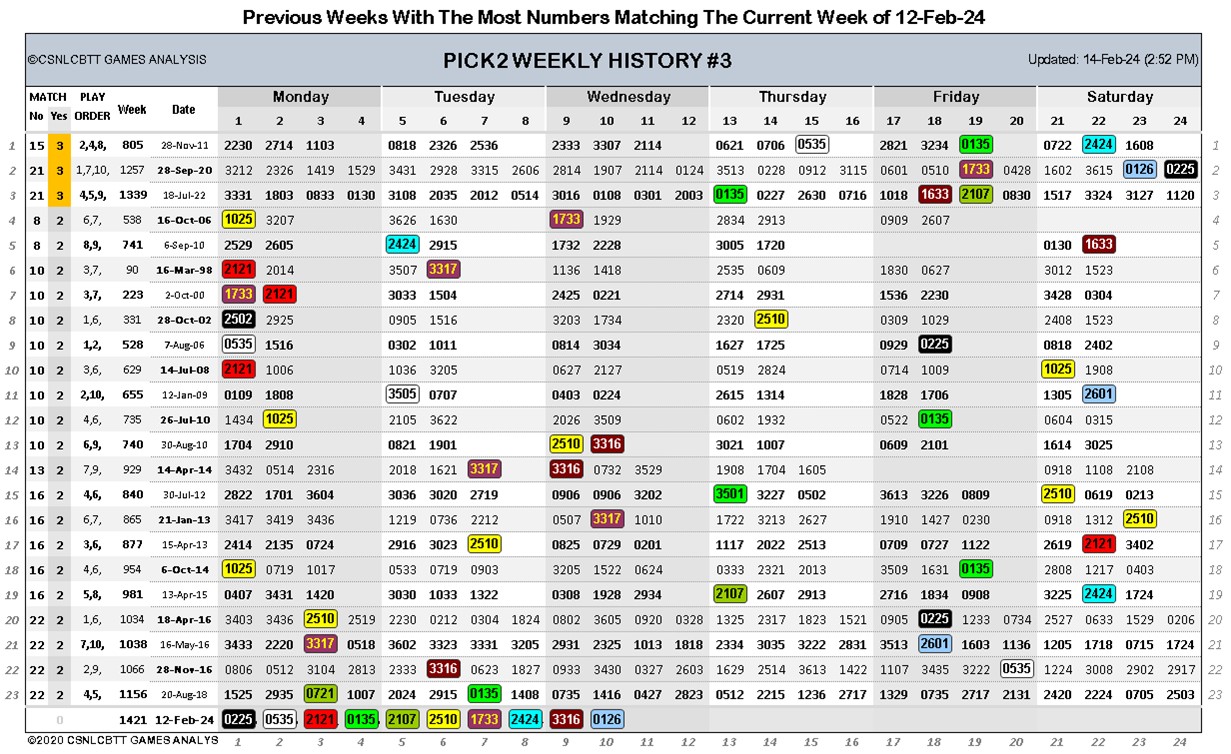 Previous Weeks With The Most Numbers Matching The Current Week of 12-Feb-24
©CSNLCBTT GAMES ANALYSIS PICK2 WEEKLY HISTORY #3 Updated: 14-Feb-24 (2:52 PM)
MATCH PLAY Week Date Monday Tuesday Wednesday Thursday Friday Saturday
No Yes ORDER 1 2 3 4 5 6 7 8 9 10 11 12 13 14 15 16 17 18 19 20 21 22 23 24
1 15 3 2,4,8, 805 28-Nov-11 2230 2714 1103 0818 2326 2536 2333 3307 2114 0621 0706 0535 2821 3234 0135 0722 2424 1608 1
2 21 3 1,7,10, 1257 28-Sep-20 3212 2326 1419 1529 3431 2928 3315 2606 2814 1907 2114 0124 3513 0228 0912 3115 0601 0510 1733 0428 1602 3615 0126 0225 2
3 21 3 4,5,9, 1339 18-Jul-22 3331 1803 0833 0130 3108 2035 2012 0514 3016 0108 0301 2003 0135 0227 2630 0716 1018 1633 2107 0830 1517 3324 3127 1120 3
4 8 2 6,7, 538 16-Oct-06 1025 3207 3626 1630 1733 1929 2834 2913 0909 2607 4
5 8 2 8,9, 741 6-Sep-10 2529 2605 2424 2915 1732 2228 3005 1720 0130 1633 5
6 10 2 3,7, 90 16-Mar-98 2121 2014 3507 3317 1136 1418 2535 0609 1830 0627 3012 1523 6
7 10 2 3,7, 223 2-Oct-00 1733 2121 3033 1504 2425 0221 2714 2931 1536 2230 3428 0304 7
8 10 2 1,6, 331 28-Oct-02 2502 2925 0905 1516 3203 1734 2320 2510 0309 1029 2408 1523 8
9 10 2 1,2, 528 7-Aug-06 0535 1516 0302 1011 0814 3034 1627 1725 0929 0225 0818 2402 9
10 10 2 3,6, 629 14-Jul-08 2121 1006 1036 3205 0627 2127 0519 2824 0714 1009 1025 1908 10
11 10 2 2,10, 655 12-Jan-09 0109 1808 3505 0707 0403 0224 2615 1314 1828 1706 1305 2601 11
12 10 2 4,6, 735 26-Jul-10 1434 1025 2105 3622 2026 3509 0602 1932 0522 0135 0604 0315 12
13 10 2 6,9, 740 30-Aug-10 1704 2910 0821 1901 2510 3316 3021 1007 0609 2101 1614 3025 13
14 13 2 7,9, 929 14-Apr-14 3432 0514 2316 2018 1621 3317 3316 0732 3529 1908 1704 1605 0918 1108 2108 14
15 16 2 4,6, 840 30-Jul-12 2822 1701 3604 3036 3020 2719 0906 0906 3202 3501 3227 0502 3613 3226 0809 2510 0619 0213 15
16 16 2 6,7, 865 21-Jan-13 3417 3419 3436 1219 0736 2212 0507 3317 1010 1722 3213 2627 1910 1427 0230 0918 1312 2510 16
17 16 2 3,6, 877 15-Apr-13 2414 2135 0724 2916 3023 2510 0825 0729 0201 1117 2022 2513 0709 0727 1122 2619 2121 3402 17
18 16 2 4,6, 954 6-Oct-14 1025 0719 1017 0533 0719 0903 3205 1522 0624 0333 2321 2013 3509 1631 0135 2808 1217 0403 18
19 16 2 5,8, 981 13-Apr-15 0407 3431 1420 3030 1033 1322 0308 1928 2934 2107 2607 2913 2716 1834 0908 3225 2424 1724 19
20 22 2 1,6, 1034 18-Apr-16 3403 3436 2510 2519 2230 0212 0304 1824 0802 3605 0920 0328 1325 2317 1823 1521 0905 0225 1233 0734 2527 0633 1529 0206 20
21 22 2 7,10, 1038 16-May-16 3433 2220 3317 0518 3602 3323 3331 3205 2931 2325 1013 1818 2334 3035 3222 2831 3513 2601 1603 1136 1205 1718 0715 1724 21
22 22 2 2,9, 1066 28-Nov-16 0806 0512 3104 2813 2333 3316 0623 1827 0933 3430 0327 2603 1629 2514 3613 1422 1107 3435 3222 0535 1224 3008 2902 2917 22
23 22 2 4,5, 1156 20-Aug-18 1525 2935 0721 1007 2024 2915 0135 1408 0735 1416 0427 2823 0512 2215 1236 2717 1329 0735 2717 2131 2420 2224 0705 2503 23
0 1421 12-Feb-24 0225 0535 2121 0135 2107 2510 1733 2424 3316 0126
©2020 CSNLCBTT GAMES ANALYS 1 2 3 4 5 6 7 8 9 10 11 12 13 14 15 16 17 18 19 20 21 22 23 24